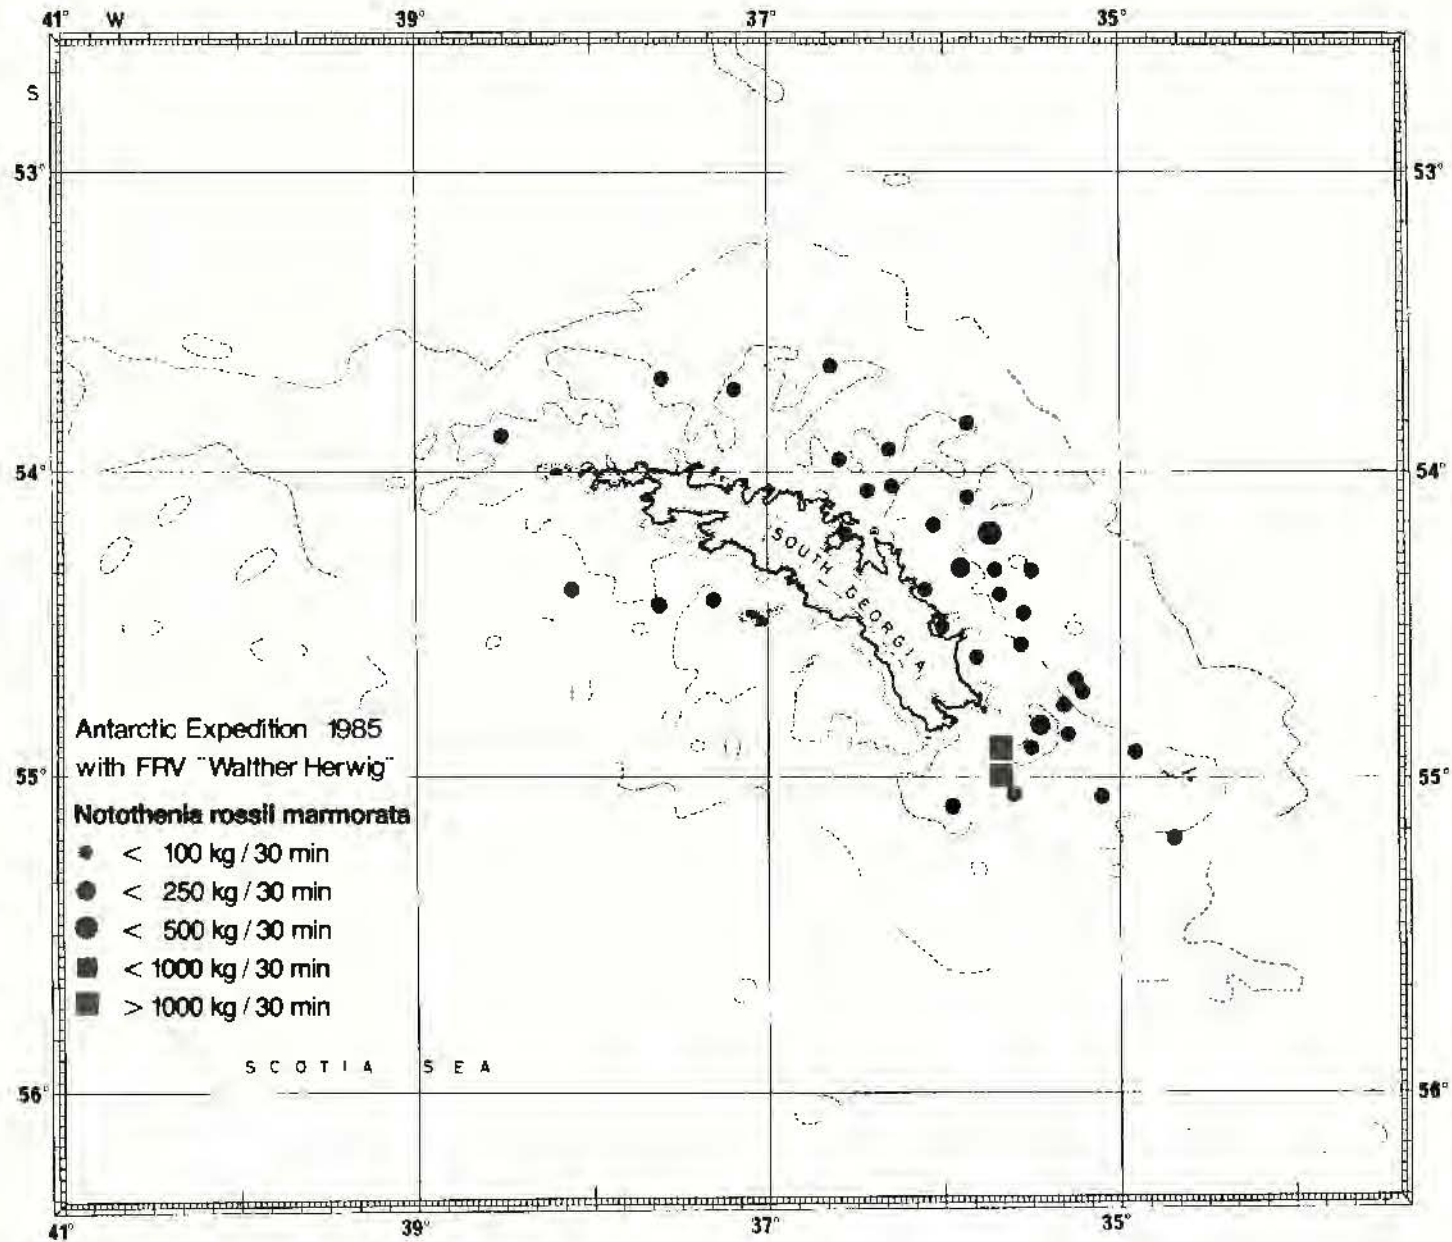 41° W 39° 37° 35°
S
53° 53°
54° 54°
SOUTH GEORGIA
Antarctic Expedition 1985
with FRV ¨Walther Herwig¨
55° 55°
Notothenia rossii marmorata
< 100 kg / 30 min
< 250 kg / 30 min
< 500 kg / 30 min
< 1000 kg / 30 min
> 1000 kg / 30 min
SCOTIA SEA
56° 56°
41° 39° 37° 35°